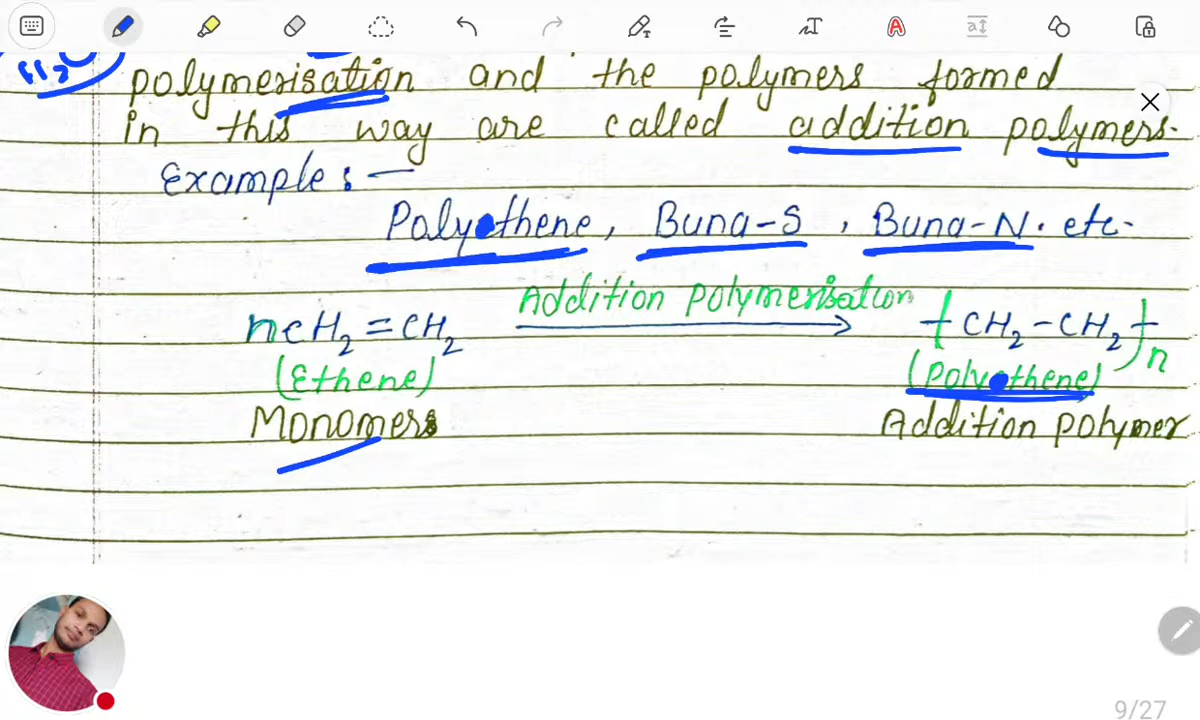 polymerisation and the polymers formed
in this way are called addition polymers.
Example:—
Polyethene, Buna-S, Buna-N. etc.
Addition polymerisation
nCH₂=CH₂ -[CH₂-CH₂]-n
(Ethene) (Polyethene)
Monomers Addition polymer
9/27